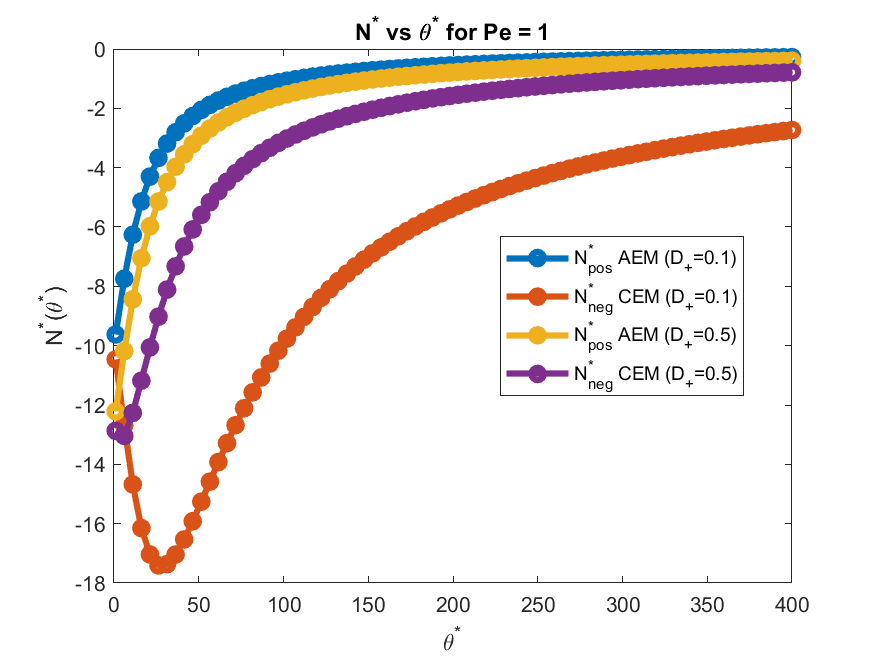 N* vs θ* for Pe = 1
N*(θ*)
0
-2
-4
-6
-8
-10
-12
-14
-16
-18
N*pos AEM (D+=0.1)
N*neg CEM (D+=0.1)
N*pos AEM (D+=0.5)
N*neg CEM (D+=0.5)
0 50 100 150 200 250 300 350 400
θ*